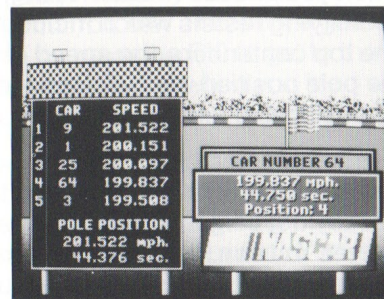 CAR SPEED
1 9 201.522
2 1 200.151
3 25 200.097
4 64 199.837
5 3 199.508
POLE POSITION
201.522 mph.
44.376 sec.
CAR NUMBER 64
199.837 mph.
44.750 sec.
Position: 4
NASCAR